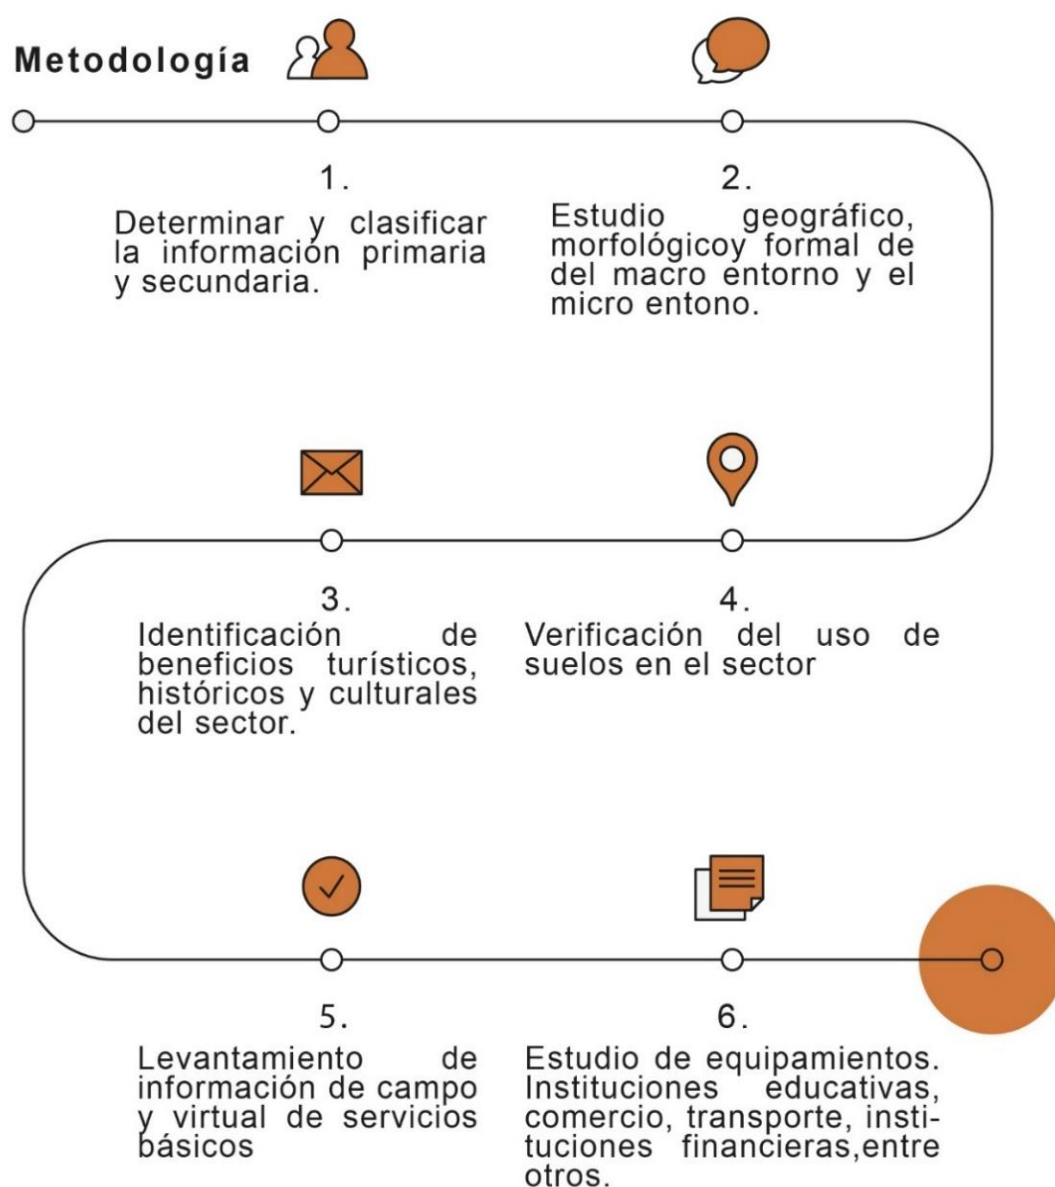 Metodología
1.
Determinar y clasificar
la información primaria
y secundaria.
2.
Estudio geográfico,
morfológicoy formal de
del macro entorno y el
micro entono.
3.
Identificación de
beneficios turísticos,
históricos y culturales
del sector.
4.
Verificación del uso de
suelos en el sector
5.
Levantamiento de
información de campo
y virtual de servicios
básicos
6.
Estudio de equipamientos.
Instituciones educativas,
comercio, transporte, insti-
tuciones financieras,entre
otros.